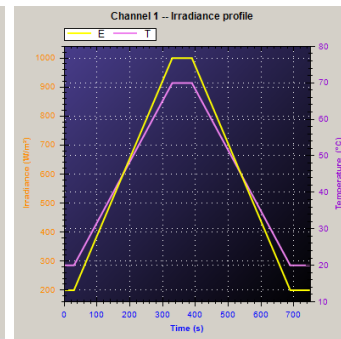 Channel 1 -- Irradiance profile
E T
1000
900
800
700
600
500
400
300
200
Irradiance (W/m²)
80
70
60
50
40
30
20
10
Temperature (°C)
0 100 200 300 400 500 600 700
Time (s)